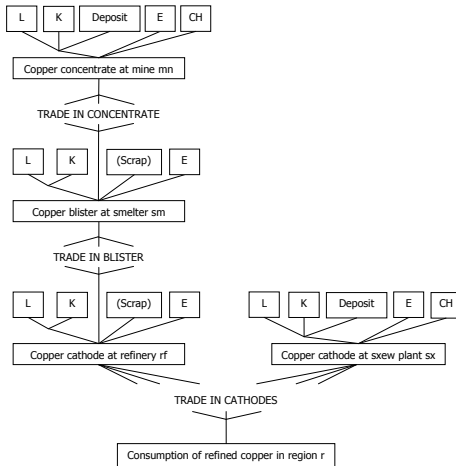 L K Deposit E CH
Copper concentrate at mine mn
TRADE IN CONCENTRATE
L K (Scrap) E
Copper blister at smelter sm
TRADE IN BLISTER
L K (Scrap) E
L K Deposit E CH
Copper cathode at refinery rf
Copper cathode at sxew plant sx
TRADE IN CATHODES
Consumption of refined copper in region r